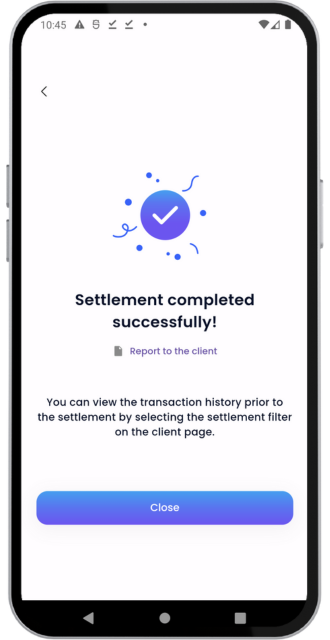 10:45
Settlement completed
successfully!
Report to the client
You can view the transaction history prior to
the settlement by selecting the settlement filter
on the client page.
Close